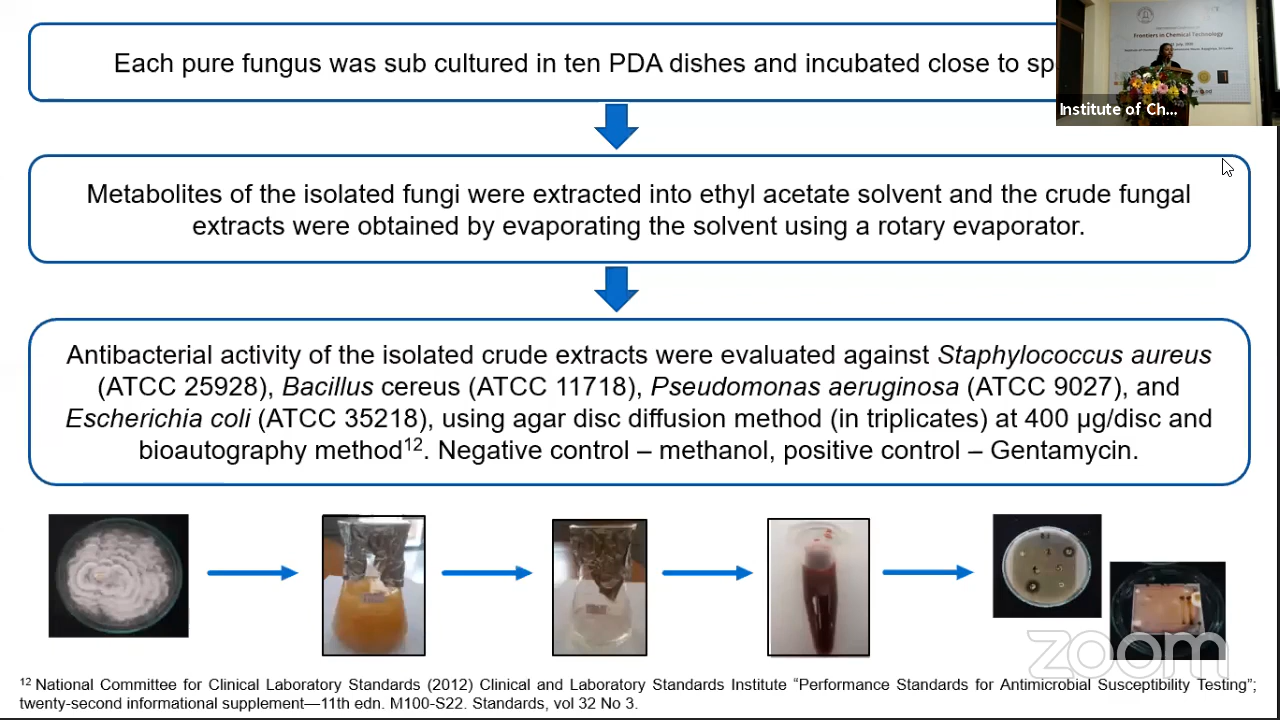 Each pure fungus was sub cultured in ten PDA dishes and incubated close to sp
Frontiers in Chemical Technology
Institute of Ch...
Metabolites of the isolated fungi were extracted into ethyl acetate solvent and the crude fungal
extracts were obtained by evaporating the solvent using a rotary evaporator.
Antibacterial activity of the isolated crude extracts were evaluated against Staphylococcus aureus
(ATCC 25928), Bacillus cereus (ATCC 11718), Pseudomonas aeruginosa (ATCC 9027), and
Escherichia coli (ATCC 35218), using agar disc diffusion method (in triplicates) at 400 µg/disc and
bioautography method¹². Negative control – methanol, positive control – Gentamycin.
zoom
¹² National Committee for Clinical Laboratory Standards (2012) Clinical and Laboratory Standards Institute “Performance Standards for Antimicrobial Susceptibility Testing”;
twenty-second informational supplement—11th edn. M100-S22. Standards, vol 32 No 3.